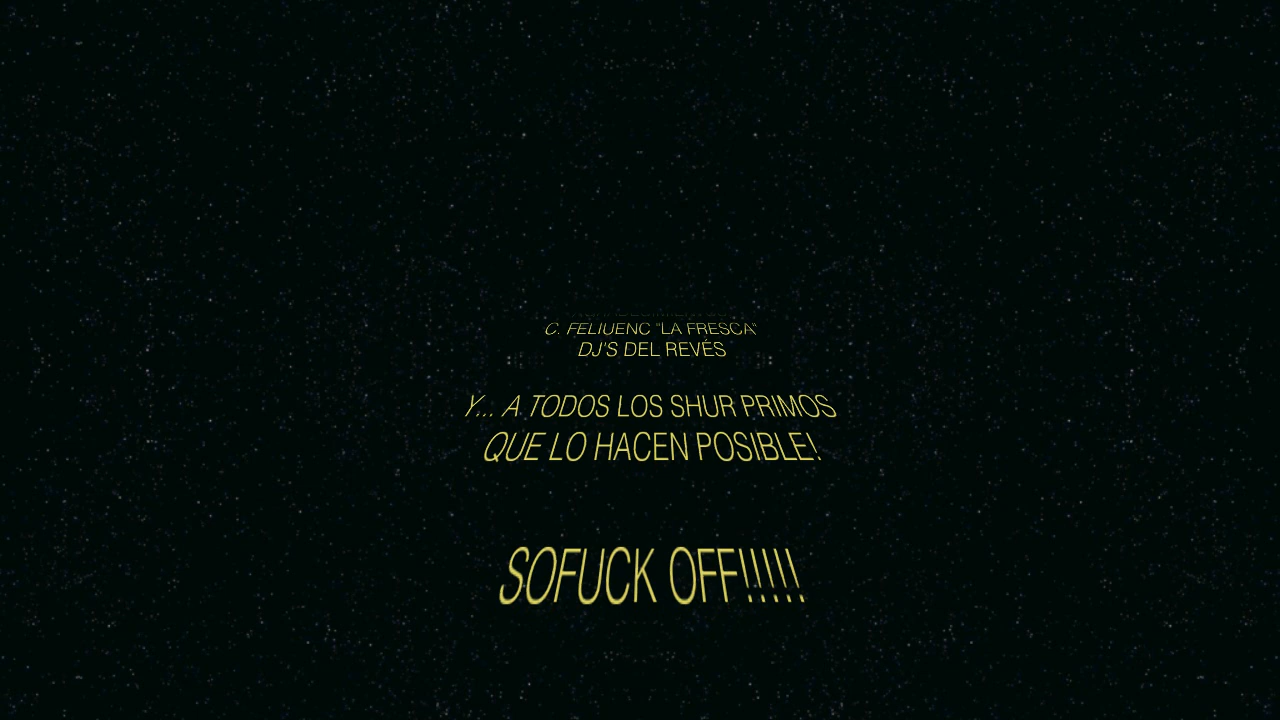 C. FELIUENC "LA FRESCA"
DJ'S DEL REVÉS
Y... A TODOS LOS SHUR PRIMOS
QUE LO HACEN POSIBLE!
SOFUCK OFF!!!!!